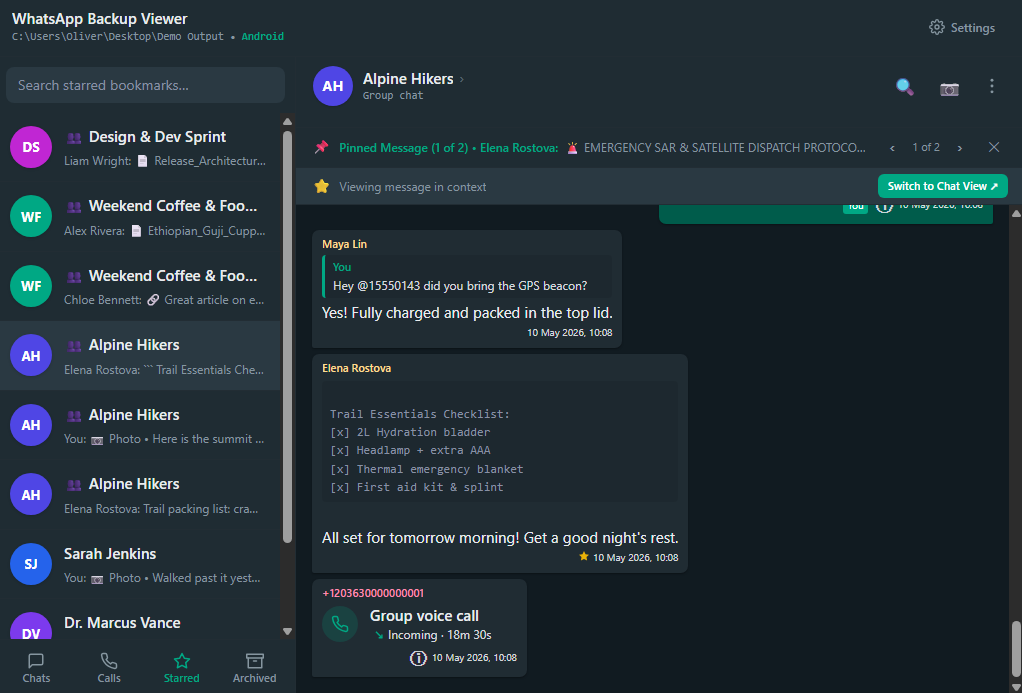 WhatsApp Backup Viewer
C:\Users\Oliver\Desktop\Demo Output • Android
Settings
Search starred bookmarks...
DS
Design & Dev Sprint
Liam Wright: 📄 Release_Architectur...
WF
Weekend Coffee & Foo...
Alex Rivera: 📄 Ethiopian_Guji_Cupp...
WF
Weekend Coffee & Foo...
Chloe Bennett: 🔗 Great article on e...
AH
Alpine Hikers
Elena Rostova: ``` Trail Essentials Che...
AH
Alpine Hikers
You: 📷 Photo • Here is the summit ...
AH
Alpine Hikers
Elena Rostova: Trail packing list: cra...
SJ
Sarah Jenkins
You: 📷 Photo • Walked past it yest...
DV
Dr. Marcus Vance
Chats
Calls
Starred
Archived
AH
Alpine Hikers ›
Group chat
Pinned Message (1 of 2) • Elena Rostova: 🚨 EMERGENCY SAR & SATELLITE DISPATCH PROTOCO...
‹ 1 of 2 ›
Viewing message in context
Switch to Chat View ↗
You 10 May 2026, 10:08
Maya Lin
You
Hey @15550143 did you bring the GPS beacon?
Yes! Fully charged and packed in the top lid.
10 May 2026, 10:08
Elena Rostova
Trail Essentials Checklist:
[x] 2L Hydration bladder
[x] Headlamp + extra AAA
[x] Thermal emergency blanket
[x] First aid kit & splint
All set for tomorrow morning! Get a good night's rest.
10 May 2026, 10:08
+1203630000000001
Group voice call
↘ Incoming · 18m 30s
10 May 2026, 10:08